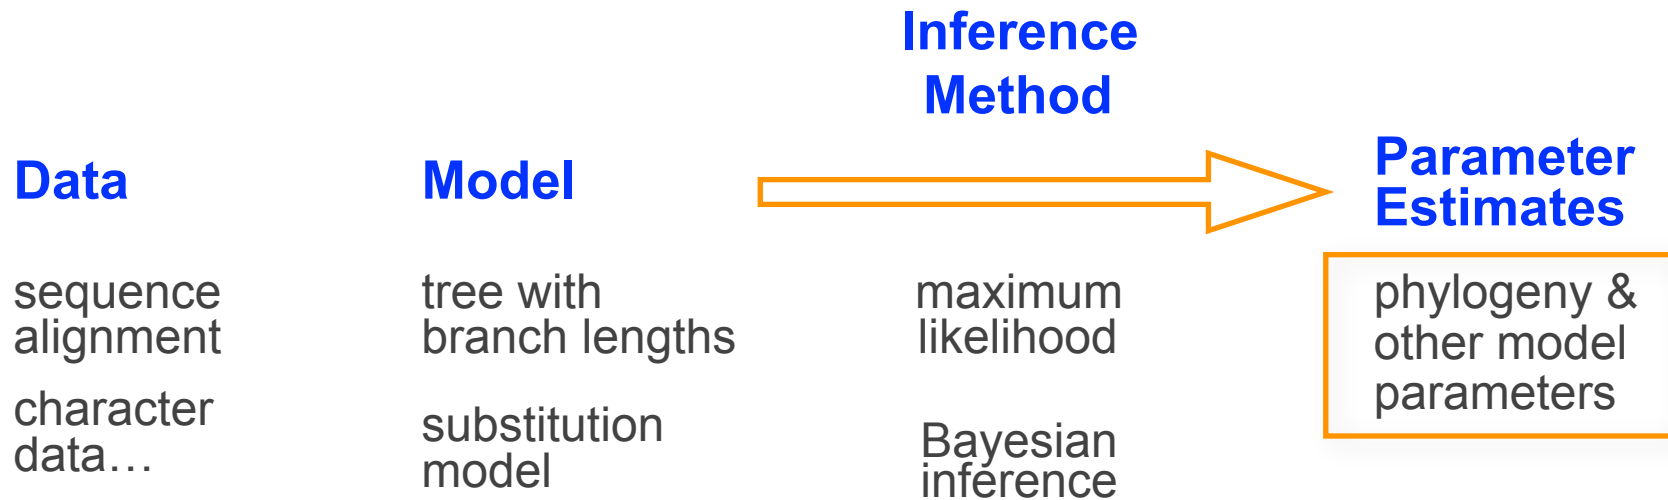 Inference
Method
Data
Model
Parameter
Estimates
sequence
alignment
character
data…
tree with
branch lengths
substitution
model
maximum
likelihood
Bayesian
inference
phylogeny &
other model
parameters